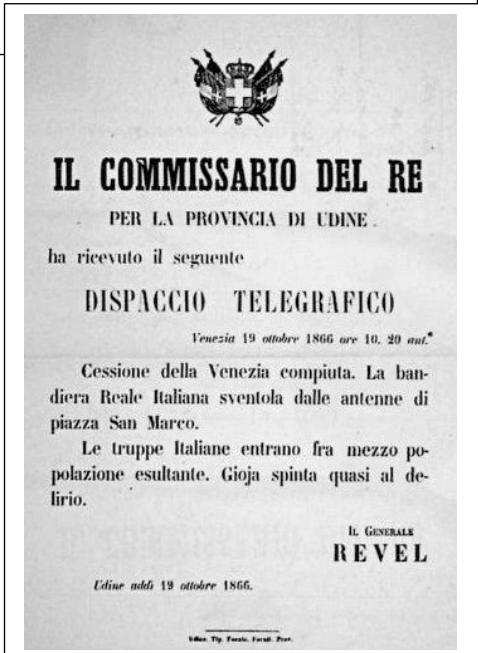 IL COMMISSARIO DEL RE
PER LA PROVINCIA DI UDINE
ha ricevuto il seguente
DISPACCIO TELEGRAFICO
Venezia 19 ottobre 1866 ore 10. 20 ant.e
Cessione della Venezia compiuta. La ban-
diera Reale Italiana sventola dalle antenne di
piazza San Marco.
Le truppe Italiane entrano fra mezzo po-
polazione esultante. Gioja spinta quasi al de-
lirio.
IL GENERALE
REVEL
Udine addì 19 ottobre 1866.
Udine, Tip.